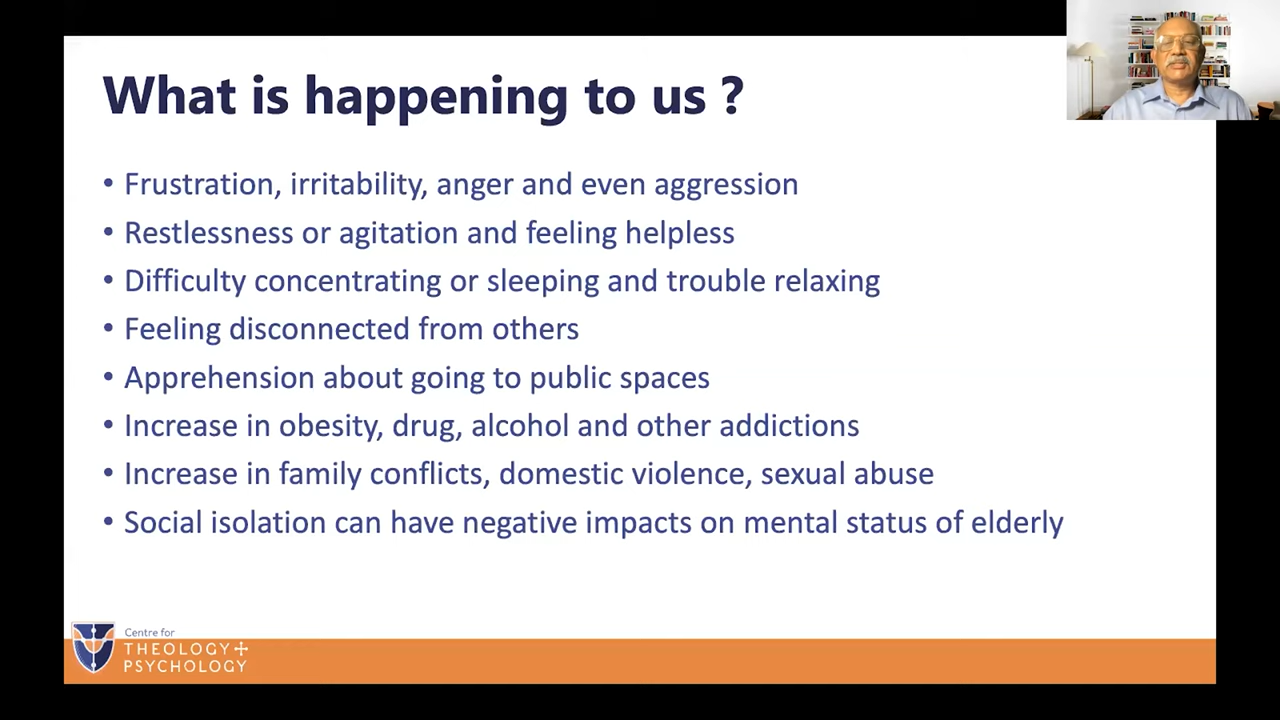 What is happening to us ?
• Frustration, irritability, anger and even aggression
• Restlessness or agitation and feeling helpless
• Difficulty concentrating or sleeping and trouble relaxing
• Feeling disconnected from others
• Apprehension about going to public spaces
• Increase in obesity, drug, alcohol and other addictions
• Increase in family conflicts, domestic violence, sexual abuse
• Social isolation can have negative impacts on mental status of elderly
Centre for
THEOLOGY+
PSYCHOLOGY